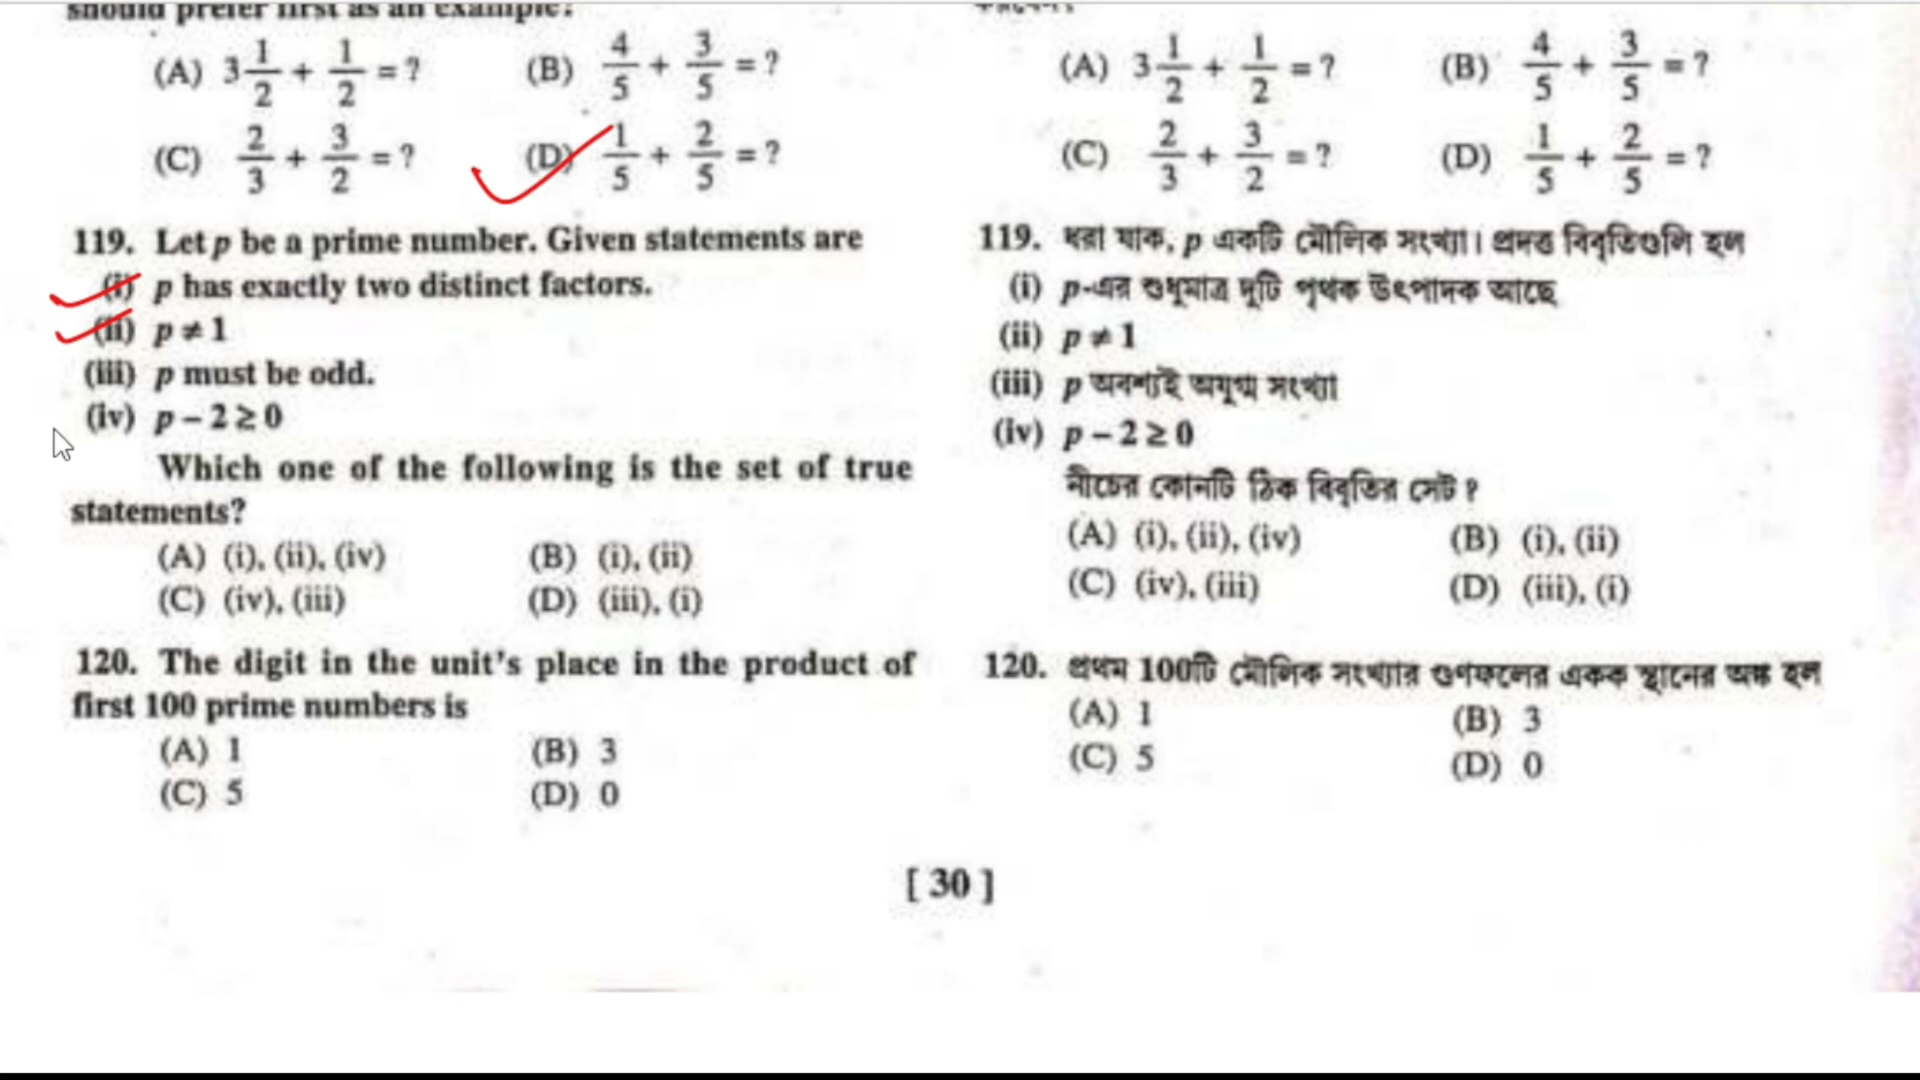 should prefer first as an example?
(A) 3 1/2 + 1/2 = ? (B) 4/5 + 3/5 = ?
(C) 2/3 + 3/2 = ? (D) 1/5 + 2/5 = ?
119. Let p be a prime number. Given statements are
(i) p has exactly two distinct factors.
(ii) p ≠ 1
(iii) p must be odd.
(iv) p – 2 ≥ 0
Which one of the following is the set of true
statements?
(A) (i), (ii), (iv) (B) (i), (ii)
(C) (iv), (iii) (D) (iii), (i)
120. The digit in the unit's place in the product of
first 100 prime numbers is
(A) 1 (B) 3
(C) 5 (D) 0
(A) 3 1/2 + 1/2 = ? (B) 4/5 + 3/5 = ?
(C) 2/3 + 3/2 = ? (D) 1/5 + 2/5 = ?
119. ধরা যাক, p একটি মৌলিক সংখ্যা। প্রদত্ত বিবৃতিগুলি হল
(i) p-এর শুধুমাত্র দুটি পৃথক উৎপাদক আছে
(ii) p ≠ 1
(iii) p অবশ্যই অযুগ্ম সংখ্যা
(iv) p – 2 ≥ 0
নীচের কোনটি ঠিক বিবৃতির সেট ?
(A) (i), (ii), (iv) (B) (i), (ii)
(C) (iv), (iii) (D) (iii), (i)
120. প্রথম 100টি মৌলিক সংখ্যার গুণফলের একক স্থানের অঙ্ক হল
(A) 1 (B) 3
(C) 5 (D) 0
[ 30 ]